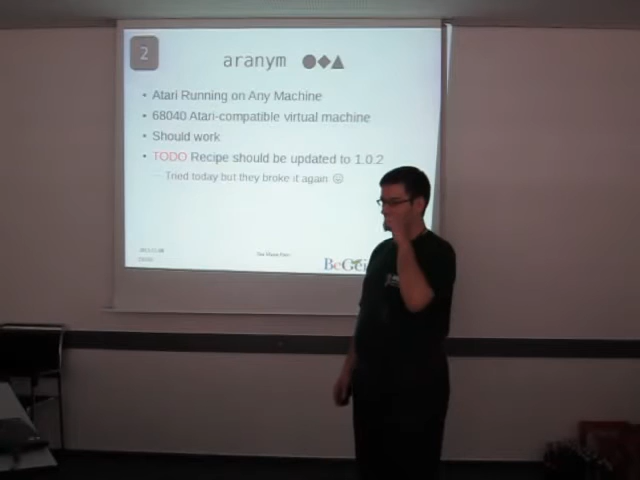 2
aranym
Atari Running on Any Machine
68040 Atari-compatible virtual machine
Should work
TODO Recipe should be updated to 1.0.2
Tried today but they broke it again
BeGei